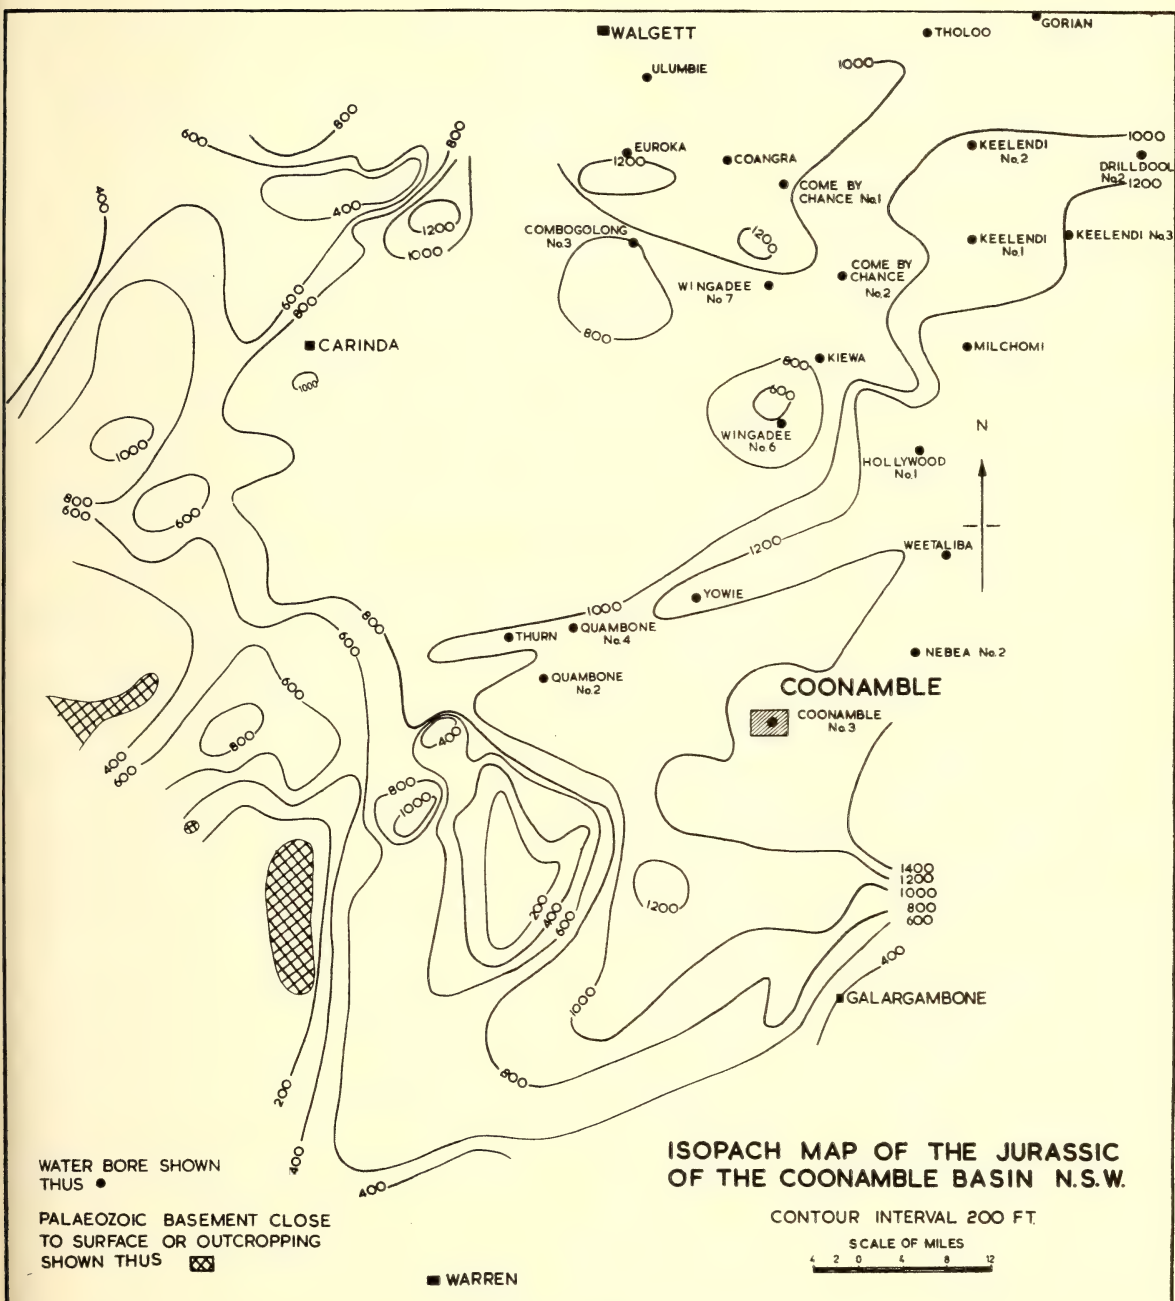 GORIAN
WALGETT
THOLOO
ULUMBIE
1000
800
600
800
1000
EUROKA
KEELENDI
No.2
1200
COANGRA
DRILLDOOL
No.2
1200
400
COME BY
CHANCE No.1
400
1200
1000
COMBOGOLONG
No.3
1200
KEELENDI
No.1
KEELENDI No.3
COME BY
CHANCE
No.2
WINGADEE
No.7
600
800
800
CARINDA
MILCHOMI
800
KIEWA
1000
600
WINGADEE
No.6
N
1000
HOLLYWOOD
No.1
800
600
600
1200
WEETALIBA
YOWIE
1000
800
QUAMBONE
No.4
THURN
600
NEBEA No.2
QUAMBONE
No.2
600
COONAMBLE
COONAMBLE
No.3
400
800
400
600
800
1000
1400
1200
1000
800
600
200
400
600
1200
400
1000
GALARGAMBONE
800
200
400
400
ISOPACH MAP OF THE JURASSIC
OF THE COONAMBLE BASIN N.S.W.
CONTOUR INTERVAL 200 FT.
SCALE OF MILES
4 2 0 4 8 12
WATER BORE SHOWN
THUS
PALAEOZOIC BASEMENT CLOSE
TO SURFACE OR OUTCROPPING
SHOWN THUS
WARREN